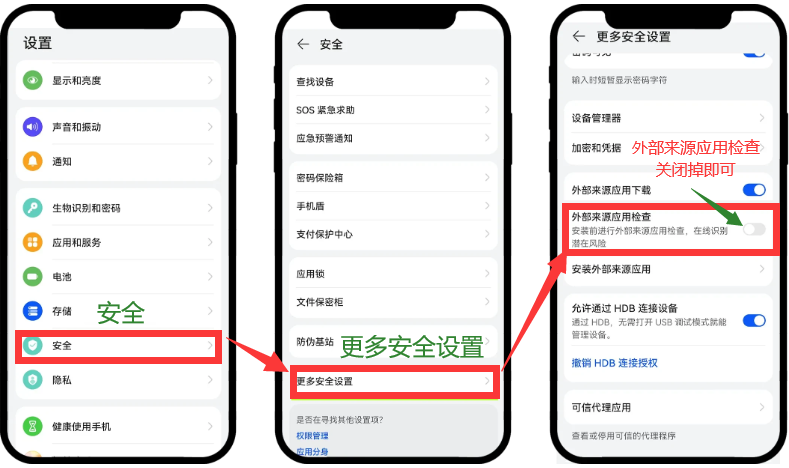 设置
显示和亮度
声音和振动
通知
生物识别和密码
应用和服务
电池
存储
安全
安全
隐私
健康使用手机
安全
查找设备
SOS 紧急求助
应急预警通知
密码保险箱
手机盾
支付保护中心
应用锁
文件保密柜
防伪基站
更多安全设置
更多安全设置
是否在寻找其他设置项?
权限管理
应用分身
更多安全设置
输入时短暂显示密码字符
设备管理器
加密和凭据
外部来源应用检查
关闭掉即可
外部来源应用下载
外部来源应用检查
安装前进行外部来源应用检查，在线识别
潜在风险
安装外部来源应用
允许通过 HDB 连接设备
通过 HDB，无需打开 USB 调试模式就能
管理设备。
撤销 HDB 连接授权
可信代理应用
查看或停用可信的代理程序